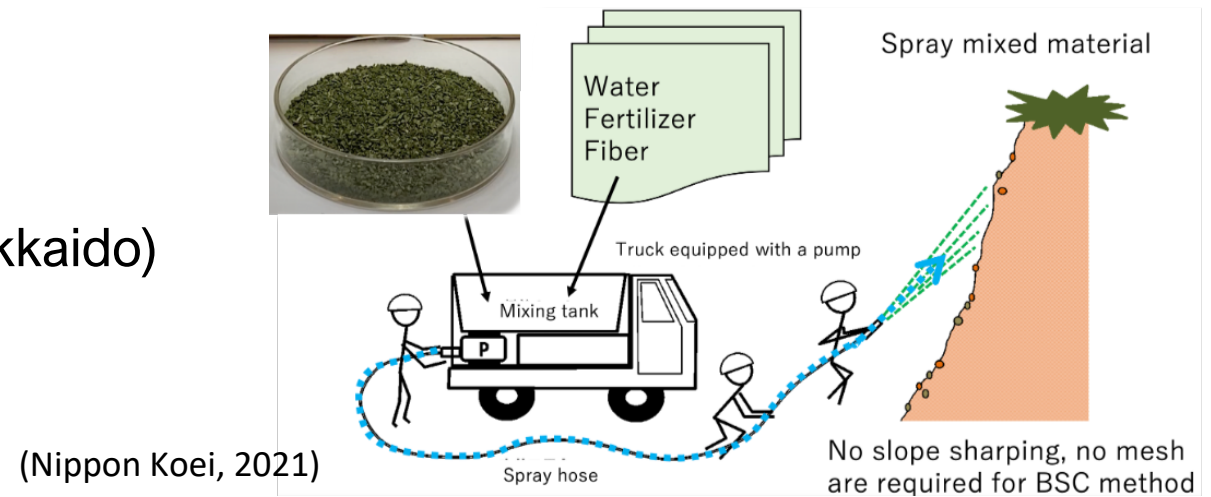 Water
Fertilizer
Fiber
Spray mixed material
kkaido)
Truck equipped with a pump
Mixing tank
P
(Nippon Koei, 2021)
Spray hose
No slope sharping, no mesh
are required for BSC method